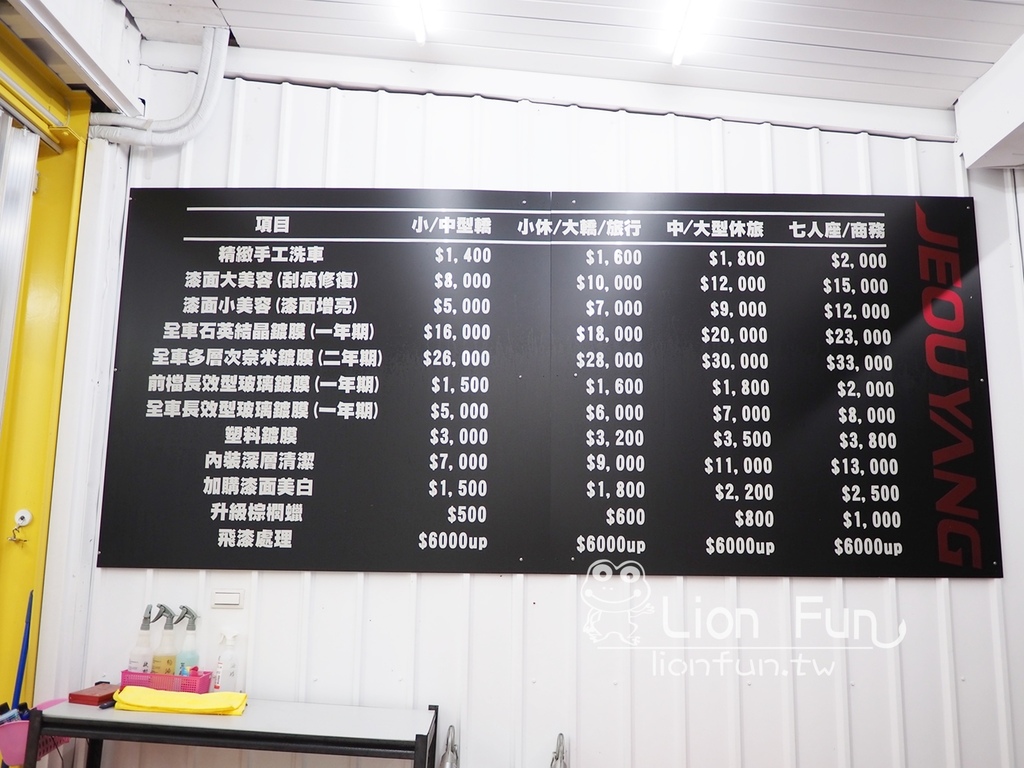 項目 小/中型轎 小休/大轎/旅行 中/大型休旅 七人座/商務
精緻手工洗車 $1,400 $1,600 $1,800 $2,000
漆面大美容(刮痕修復) $8,000 $10,000 $12,000 $15,000
漆面小美容(漆面增亮) $5,000 $7,000 $9,000 $12,000
全車石英結晶鍍膜(一年期) $16,000 $18,000 $20,000 $23,000
全車多層次奈米鍍膜(二年期) $26,000 $28,000 $30,000 $33,000
前檔長效型玻璃鍍膜(一年期) $1,500 $1,600 $1,800 $2,000
全車長效型玻璃鍍膜(一年期) $5,000 $6,000 $7,000 $8,000
塑料鍍膜 $3,000 $3,200 $3,500 $3,800
內裝深層清潔 $7,000 $9,000 $11,000 $13,000
加購漆面美白 $1,500 $1,800 $2,200 $2,500
升級棕櫚蠟 $500 $600 $800 $1,000
飛漆處理 $6000up $6000up $6000up $6000up
JEOUYANG
Lion Fun
lionfun.tw